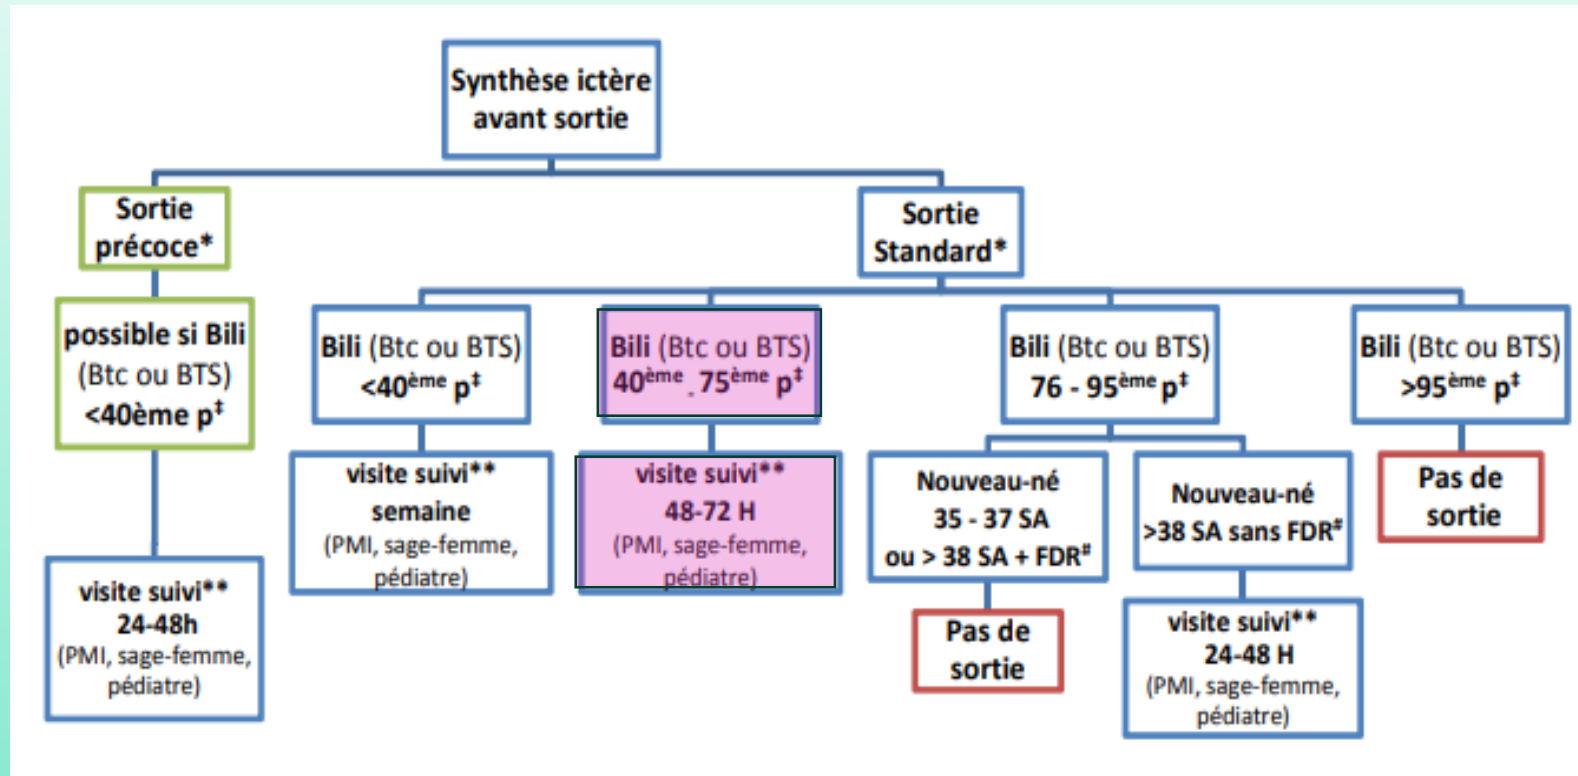 Synthèse ictère
avant sortie
Sortie
précoce*
Sortie
Standard*
possible si Bili
(Btc ou BTS)
<40ème p‡
Bili (Btc ou BTS)
<40ème p‡
Bili (Btc ou BTS)
40ème - 75ème p‡
Bili (Btc ou BTS)
76 - 95ème p‡
Bili (Btc ou BTS)
>95ème p‡
visite suivi**
24-48h
(PMI, sage-femme,
pédiatre)
visite suivi**
semaine
(PMI, sage-femme,
pédiatre)
visite suivi**
48-72 H
(PMI, sage-femme,
pédiatre)
Nouveau-né
35 - 37 SA
ou > 38 SA + FDR#
Nouveau-né
>38 SA sans FDR#
Pas de
sortie
Pas de
sortie
visite suivi**
24-48 H
(PMI, sage-femme,
pédiatre)